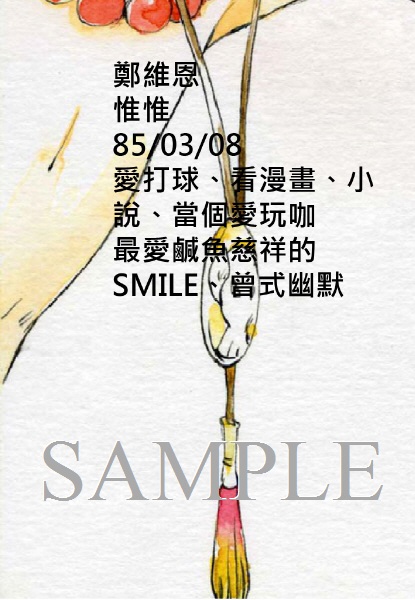 鄭維恩
惟惟
85/03/08
愛打球、看漫畫、小
說、當個愛玩咖
最愛鹹魚慈祥的
SMILE、曾式幽默
SAMPLE